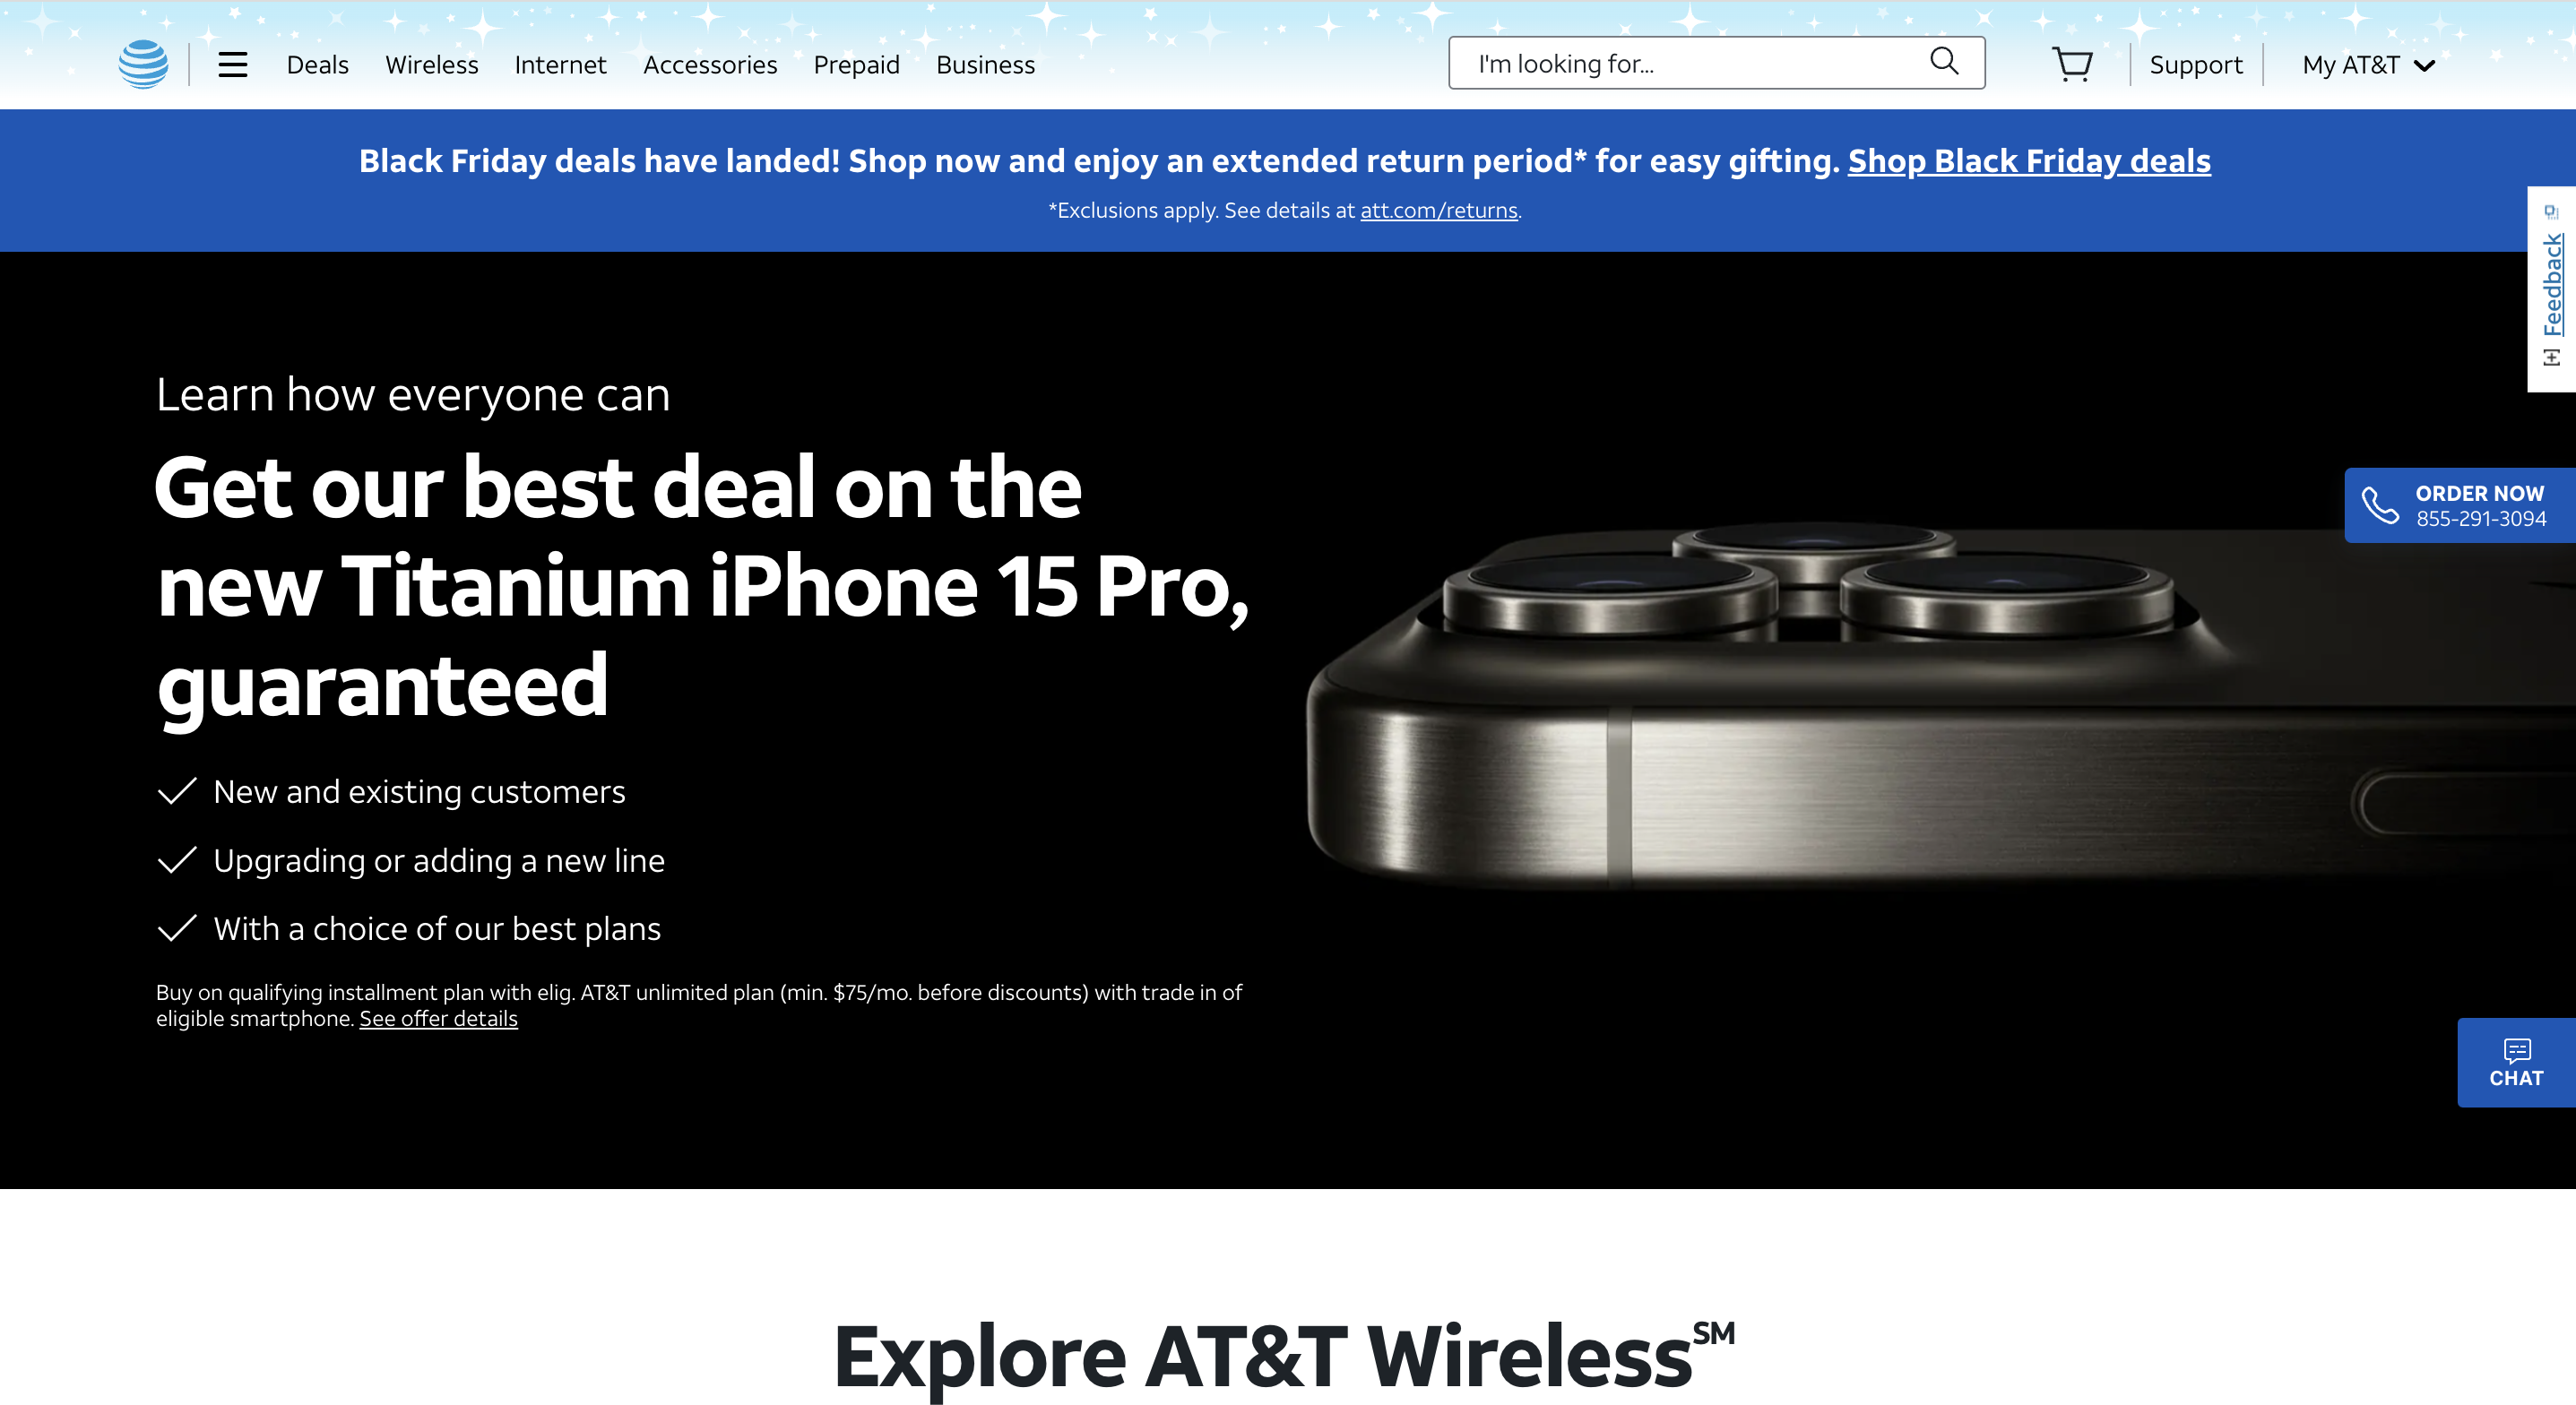 Deals Wireless Internet Accessories Prepaid Business I'm looking for... Support My AT&T
Black Friday deals have landed! Shop now and enjoy an extended return period* for easy gifting. Shop Black Friday deals
*Exclusions apply. See details at att.com/returns.
[+] Feedback
Learn how everyone can
Get our best deal on the
new Titanium iPhone 15 Pro,
guaranteed
ORDER NOW
855-291-3094
New and existing customers
Upgrading or adding a new line
With a choice of our best plans
Buy on qualifying installment plan with elig. AT&T unlimited plan (min. $75/mo. before discounts) with trade in of
eligible smartphone. See offer details
CHAT
Explore AT&T Wireless℠